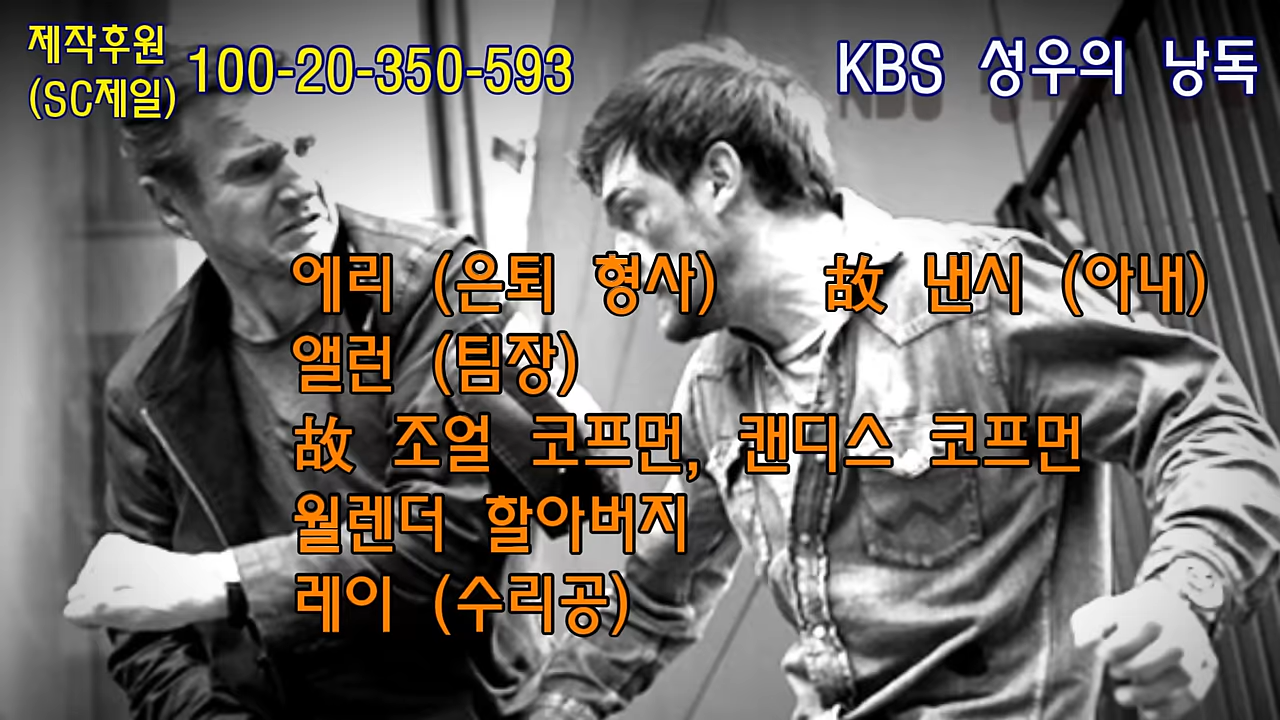 제작후원
(SC제일) 100-20-350-593
KBS 성우의 낭독
에리 (은퇴 형사) 故 낸시 (아내)
앨런 (팀장)
故 조얼 코프먼, 캔디스 코프먼
월렌더 할아버지
레이 (수리공)